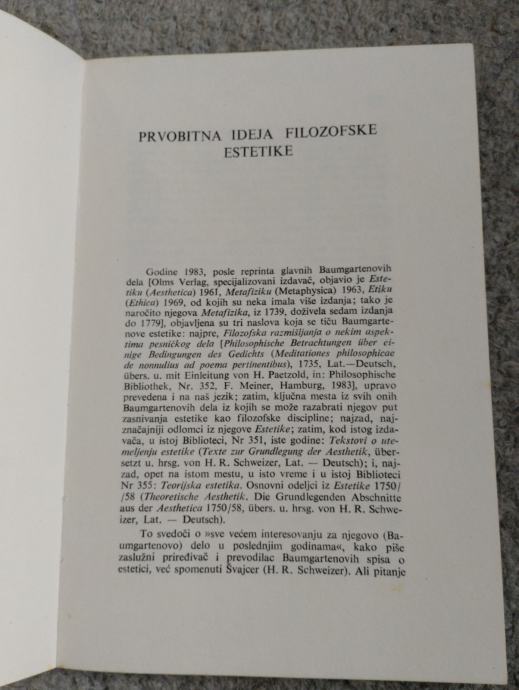 PRVOBITNA IDEJA FILOZOFSKE
ESTETIKE
Godine 1983, posle reprinta glavnih Baumgartenovih
dela [Olms Verlag, specijalizovani izdavač, objavio je Este-
tiku (Aesthetica) 1961, Metafiziku (Metaphysica) 1963, Etiku
(Ethica) 1969, od kojih su neka imala više izdanja; tako je
naročito njegova Metafizika, iz 1739, doživela sedam izdanja
do 1779], objavljena su tri naslova koja se tiču Baumgarte-
nove estetike: najpre, Filozofska razmišljanja o nekim aspek-
tima pesničkog dela [Philosophische Betrachtungen über ei-
nige Bedingungen des Gedichts (Meditationes philosophicae
de nonnulius ad poema pertinentibus), 1735, Lat.—Deutsch,
übers. u. mit Einleitung von H. Paetzold, in: Philosophische
Bibliothek, Nr. 352, F. Meiner, Hamburg, 1983], upravo
prevedena i na naš jezik; zatim, ključna mesta iz svih onih
Baumgartenovih dela iz kojih se može razabrati njegov put
zasnivanja estetike kao filozofske discipline; najzad, naj-
značajniji odlomci iz njegove Estetike; zatim, kod istog izda-
vača, u istoj Biblioteci, Nr 351, iste godine: Tekstovi o ute-
meljenju estetike (Texte zur Grundlegung der Aesthetik, über-
setzt u. hrsg. von H. R. Schweizer, Lat. — Deutsch); i, naj-
zad, opet na istom mestu, u isto vreme i u istoj Biblioteci
Nr 355: Teorijska estetika. Osnovni odeljci iz Estetike 1750/
/58 (Theoretische Aesthetik. Die Grundlegenden Abschnitte
aus der Aesthetica 1750/58, übers. u. hrsg. von H. R. Schwe-
izer, Lat. — Deutsch).
To svedoči o »sve većem interesovanju za njegovo (Ba-
umgartenovo) delo u poslednjim godinama«, kako piše
zaslužni priređivač i prevodilac Baumgartenovih spisa o
estetici, već spomenuti Švajcer (H. R. Schweizer). Ali pitanje